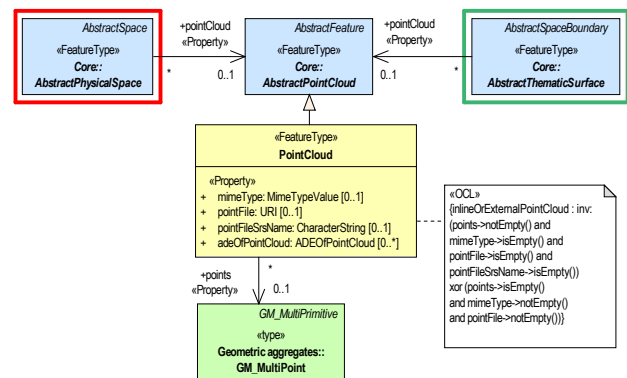 AbstractSpace
«FeatureType»
Core::
AbstractPhysicalSpace
+pointCloud
«Property»
*
0..1
AbstractFeature
«FeatureType»
Core::
AbstractPointCloud
+pointCloud
«Property»
0..1
*
AbstractSpaceBoundary
«FeatureType»
Core::
AbstractThematicSurface
«FeatureType»
PointCloud
«Property»
+ mimeType: MimeTypeValue [0..1]
+ pointFile: URI [0..1]
+ pointFileSrsName: CharacterString [0..1]
+ adeOfPointCloud: ADEOfPointCloud [0..*]
«OCL»
{inlineOrExternalPointCloud : inv:
(points->notEmpty() and
mimeType->isEmpty() and
pointFile->isEmpty() and
pointFileSrsName->isEmpty())
xor (points->isEmpty()
and mimeType->notEmpty()
and pointFile->notEmpty())}
+points
«Property»
*
0..1
GM_MultiPrimitive
«type»
Geometric aggregates::
GM_MultiPoint